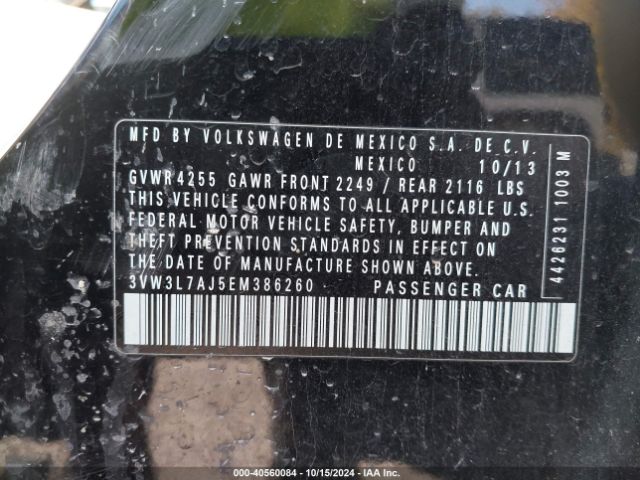 MFD BY VOLKSWAGEN DE MEXICO S.A. DE C.V.
MEXICO 10/13
GVWR 4255 GAWR FRONT 2249 / REAR 2116 LBS
THIS VEHICLE CONFORMS TO ALL APPLICABLE U.S.
FEDERAL MOTOR VEHICLE SAFETY, BUMPER AND
THEFT PREVENTION STANDARDS IN EFFECT ON
THE DATE OF MANUFACTURE SHOWN ABOVE.
3VW3L7AJ5EM386260 PASSENGER CAR
4426231 1003 M
000-40560084 - 10/15/2024 - IAA Inc.